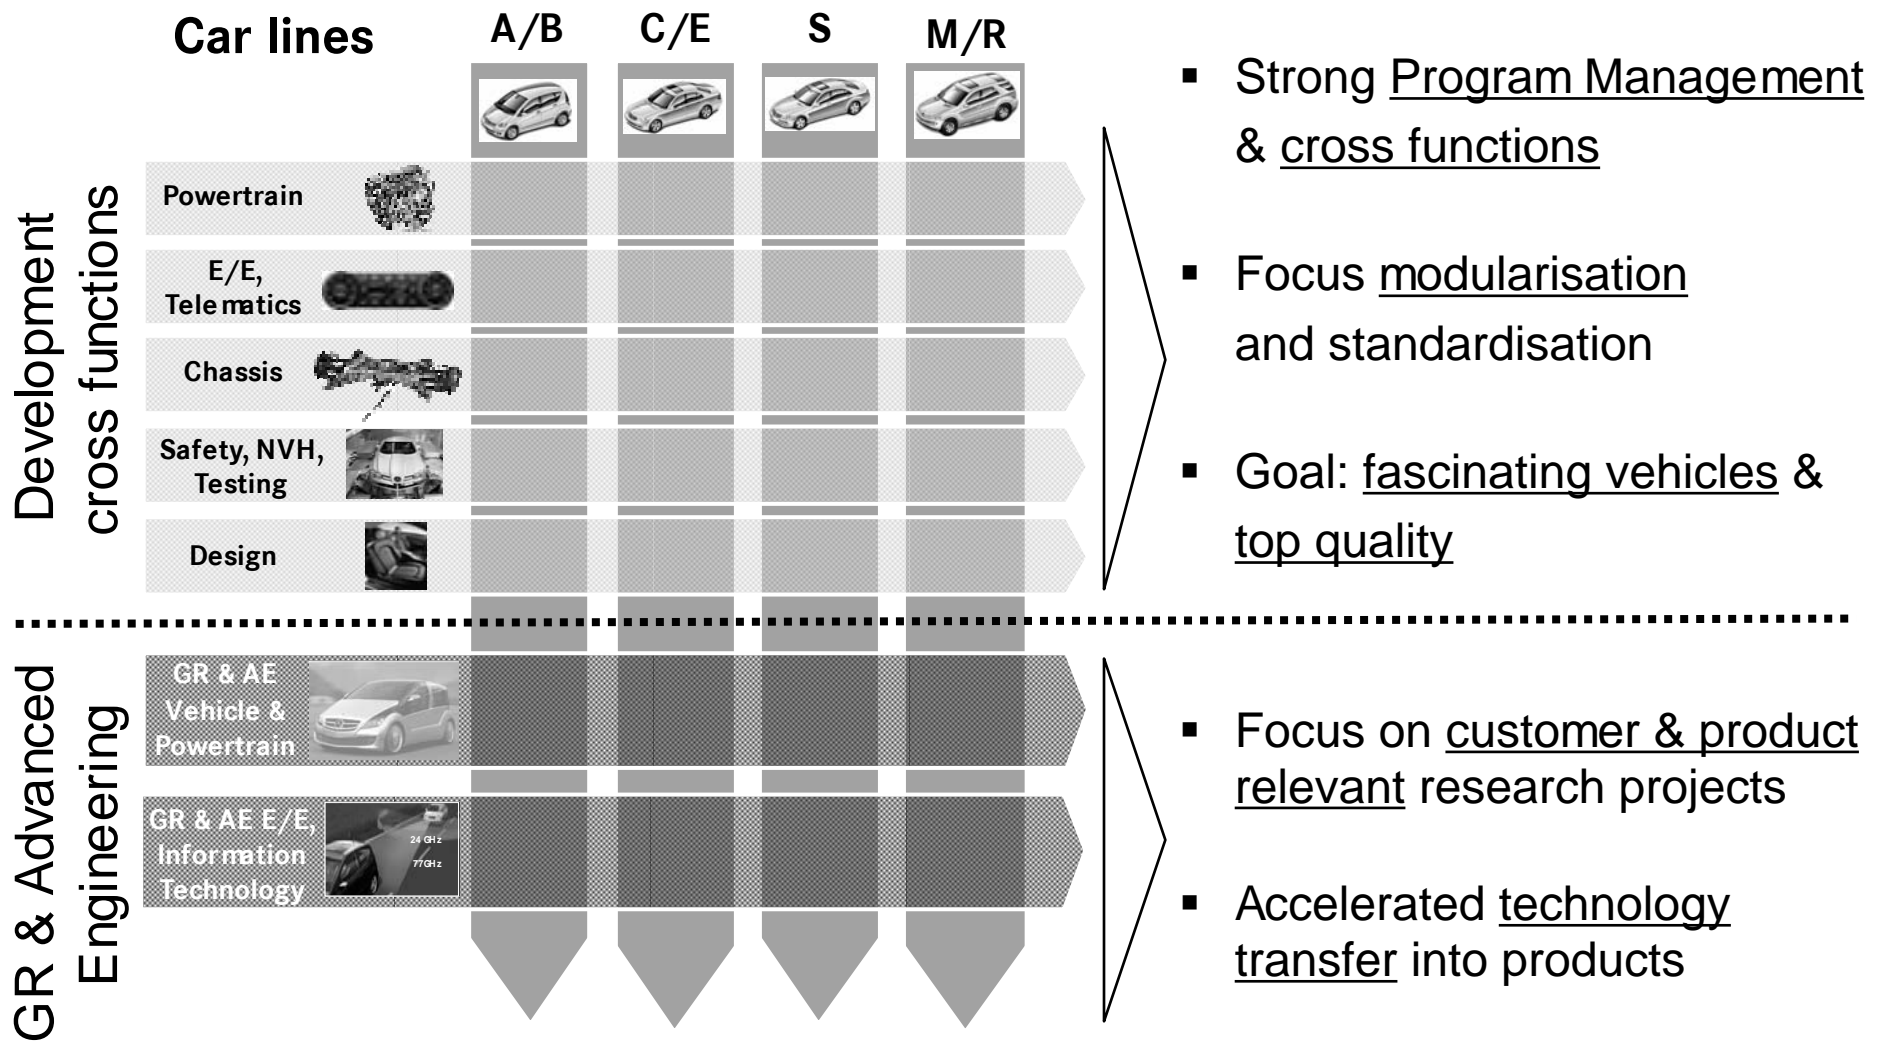 Car lines
A/B
C/E
S
M/R
Development
cross functions
Powertrain
E/E,
Telematics
Chassis
Safety, NVH,
Testing
Design
▪ Strong Program Management
& cross functions
▪ Focus modularisation
and standardisation
▪ Goal: fascinating vehicles &
top quality
GR & Advanced
Engineering
GR & AE
Vehicle &
Powertrain
GR & AE E/E,
Information
Technology
24 GHz
77GHz
▪ Focus on customer & product
relevant research projects
▪ Accelerated technology
transfer into products